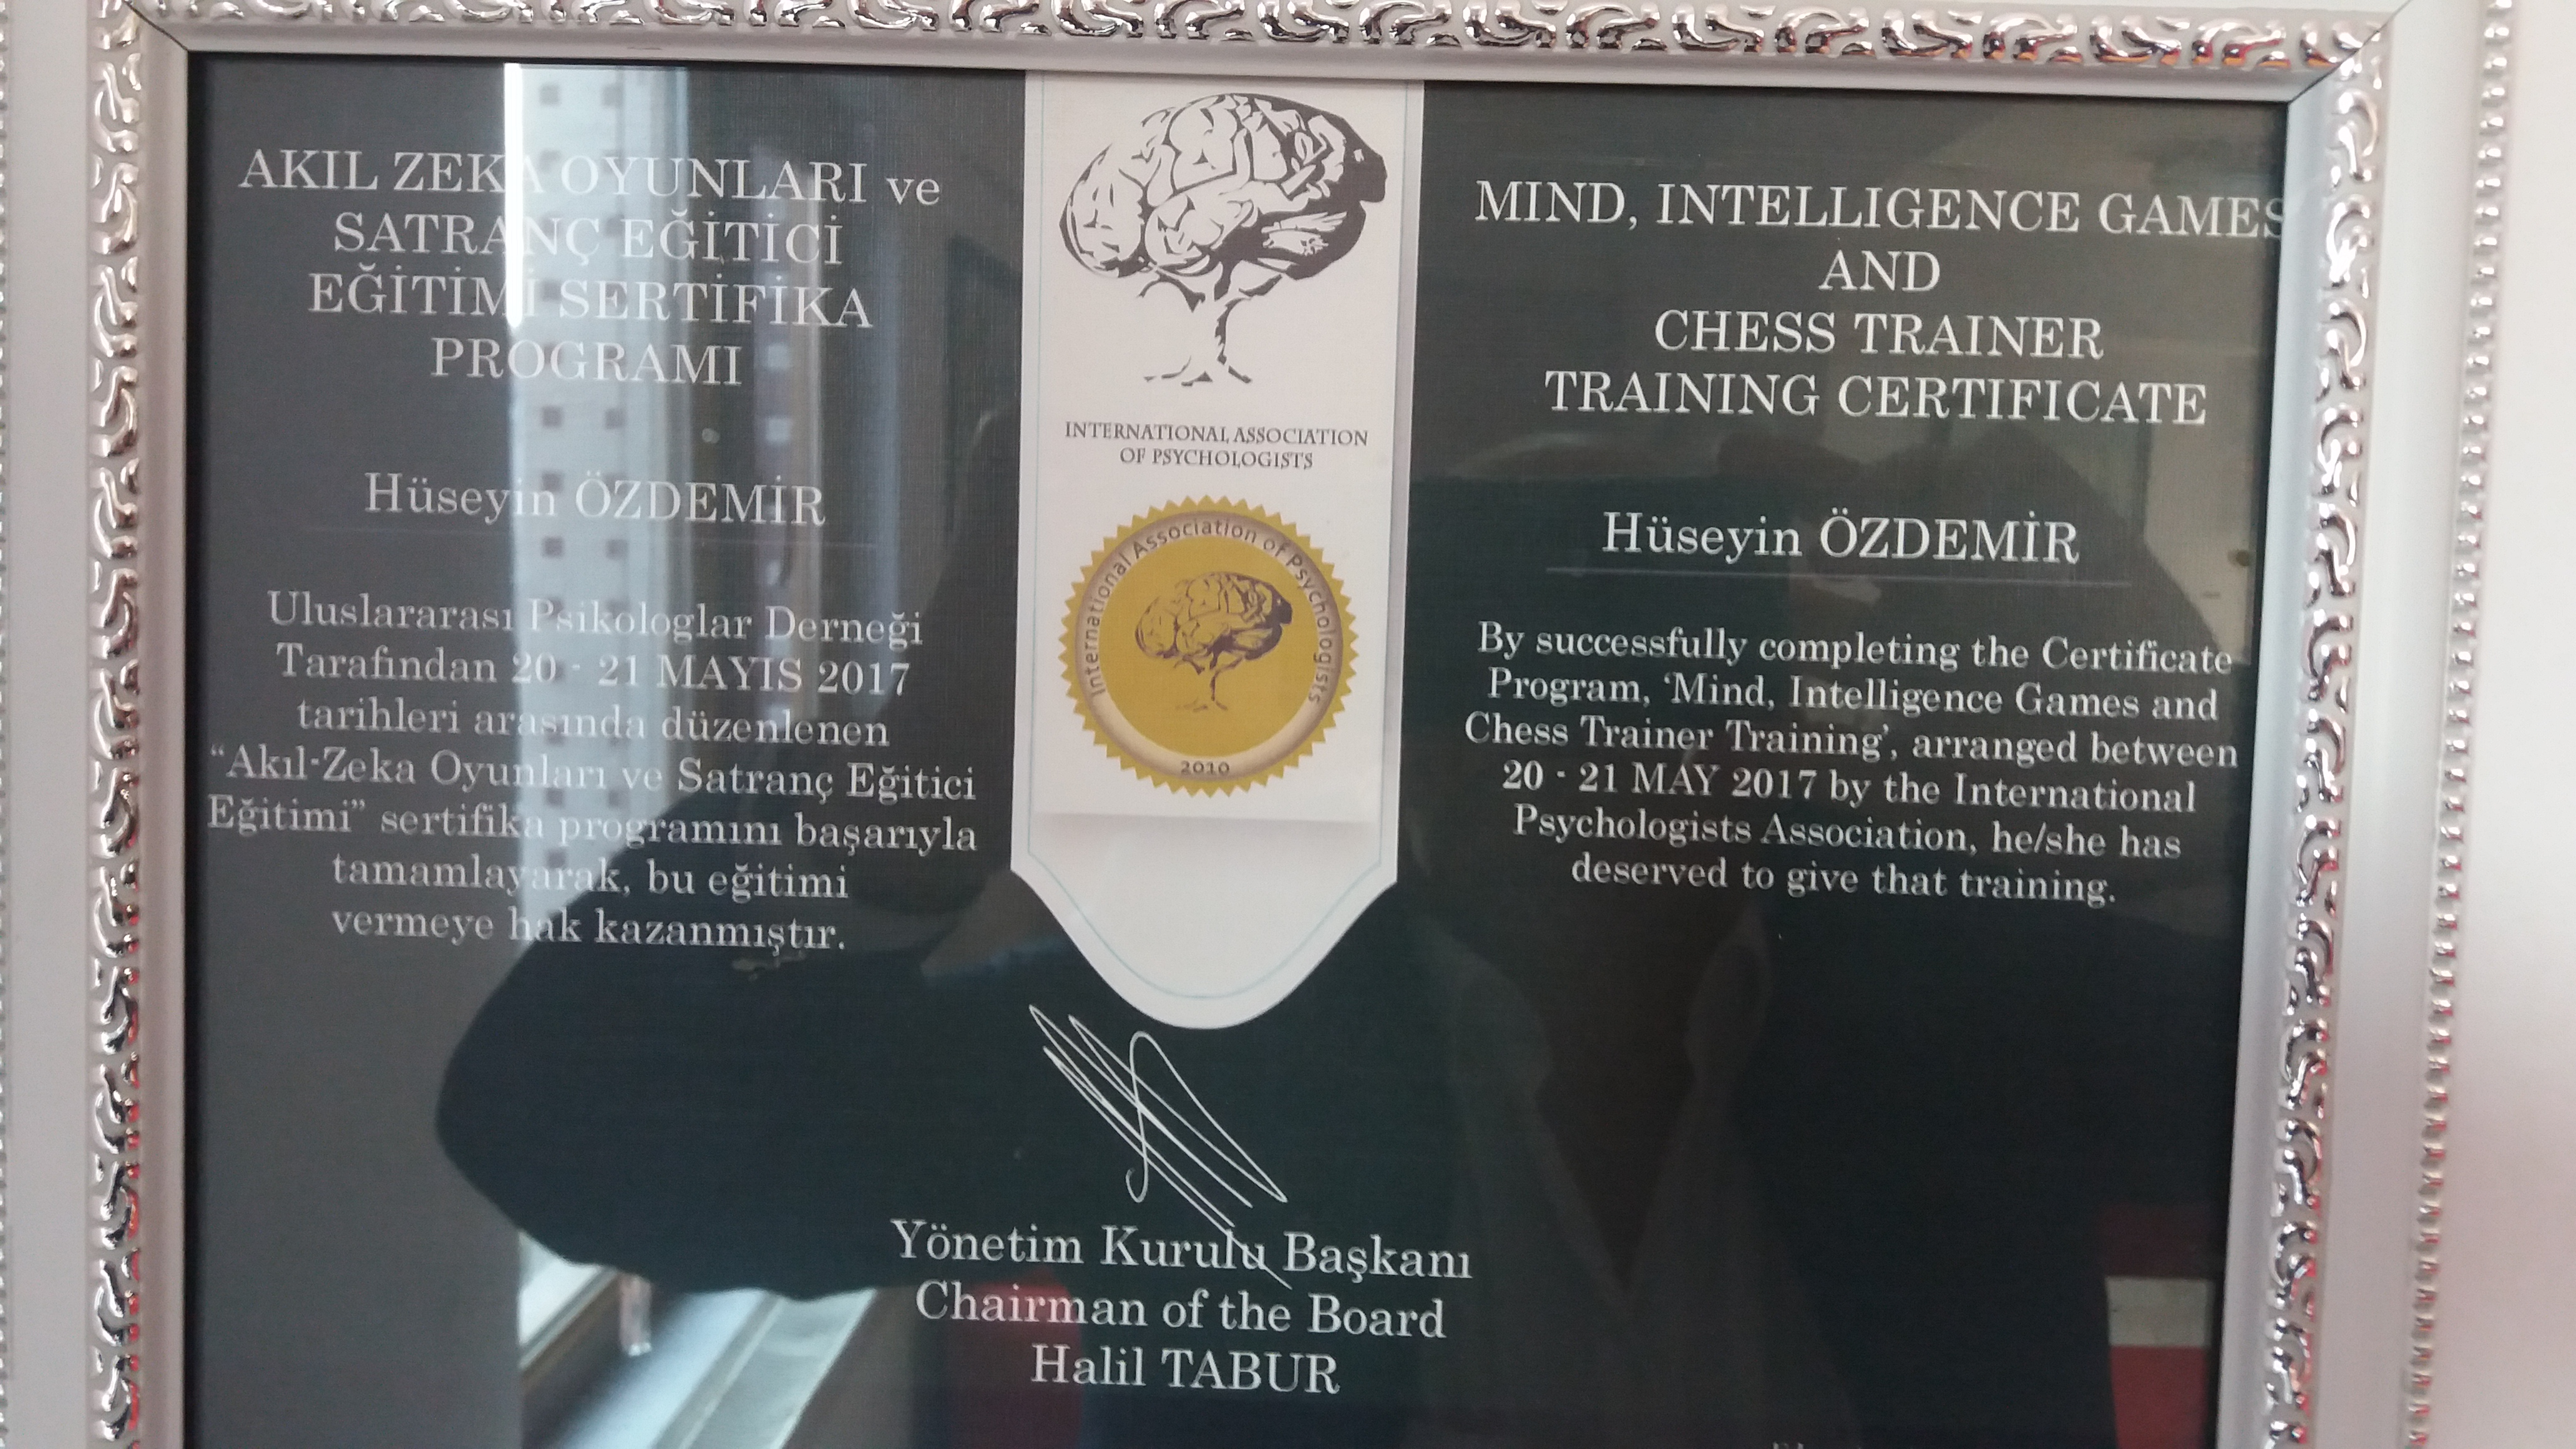 AKIL ZEKA OYUNLARI ve
SATRANÇ EĞİTİCİ
EĞİTİMİ SERTİFİKA
PROGRAMI
Hüseyin ÖZDEMİR
Uluslararası Psikologlar Derneği
Tarafından 20 - 21 MAYIS 2017
tarihleri arasında düzenlenen
“Akıl-Zeka Oyunları ve Satranç Eğitici
Eğitimi” sertifika programını başarıyla
tamamlayarak, bu eğitimi
vermeye hak kazanmıştır.
INTERNATIONAL ASSOCIATION
OF PSYCHOLOGISTS
International Association of Psychologists
2010
MIND, INTELLIGENCE GAMES
AND
CHESS TRAINER
TRAINING CERTIFICATE
Hüseyin ÖZDEMİR
By successfully completing the Certificate
Program, ‘Mind, Intelligence Games and
Chess Trainer Training’, arranged between
20 - 21 MAY 2017 by the International
Psychologists Association, he/she has
deserved to give that training.
Yönetim Kurulu Başkanı
Chairman of the Board
Halil TABUR